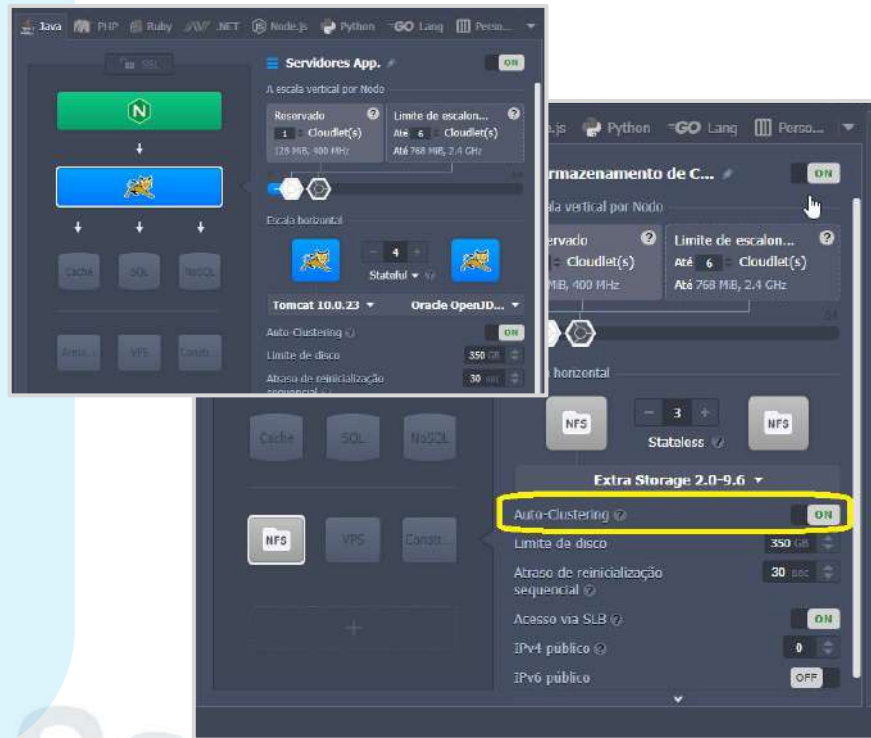 Java PHP Ruby .NET Node.js Python GO Lang Perso...
SSL
Servidores App. ON
A escala vertical por Nodo
Reservado ? Limite de escalon... ?
1 Cloudlet(s) Até 6 Cloudlet(s)
128 MiB, 400 MHz Até 768 MiB, 2.4 GHz
Escala horizontal
4
Stateful
Tomcat 10.0.23 Oracle OpenJD...
Auto-Clustering ? ON
Limite de disco 350 GB
Atraso de reinicialização 30 sec
sequencial ?
Cache SQL NoSQL
VPS Constr...
.js Python GO Lang Perso...
rmazenamento de C... ON
ala vertical por Nodo
ervado ? Limite de escalon... ?
Cloudlet(s) Até 6 Cloudlet(s)
MiB, 400 MHz Até 768 MiB, 2.4 GHz
64
horizontal
NFS - 3 + NFS
Stateless ?
Extra Storage 2.0-9.6
Auto-Clustering ? ON
Limite de disco 350 GB
Atraso de reinicialização 30 sec
sequencial ?
Acesso via SLB ? ON
IPv4 público ? 0
IPv6 público OFF
Cache SQL NoSQL
NFS VPS Constr...
+